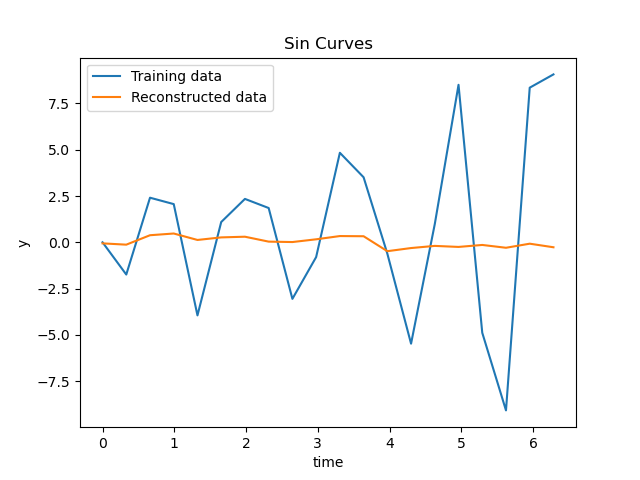 Sin Curves
Training data
Reconstructed data
7.5
5.0
2.5
0.0
−2.5
−5.0
−7.5
y
0 1 2 3 4 5 6
time